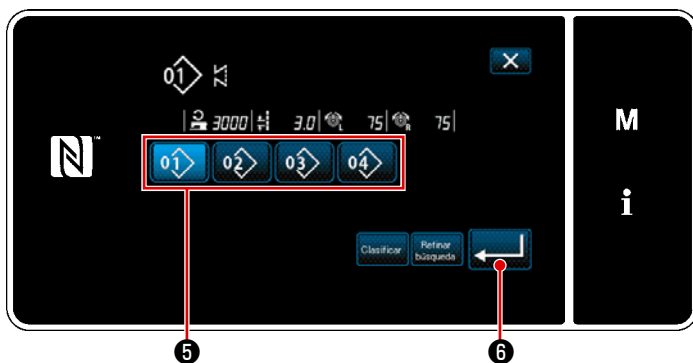 01
3000 3.0 L 75 R 75
M
N
01 02 03 04
i
Clasificar Refinar búsqueda
5 6